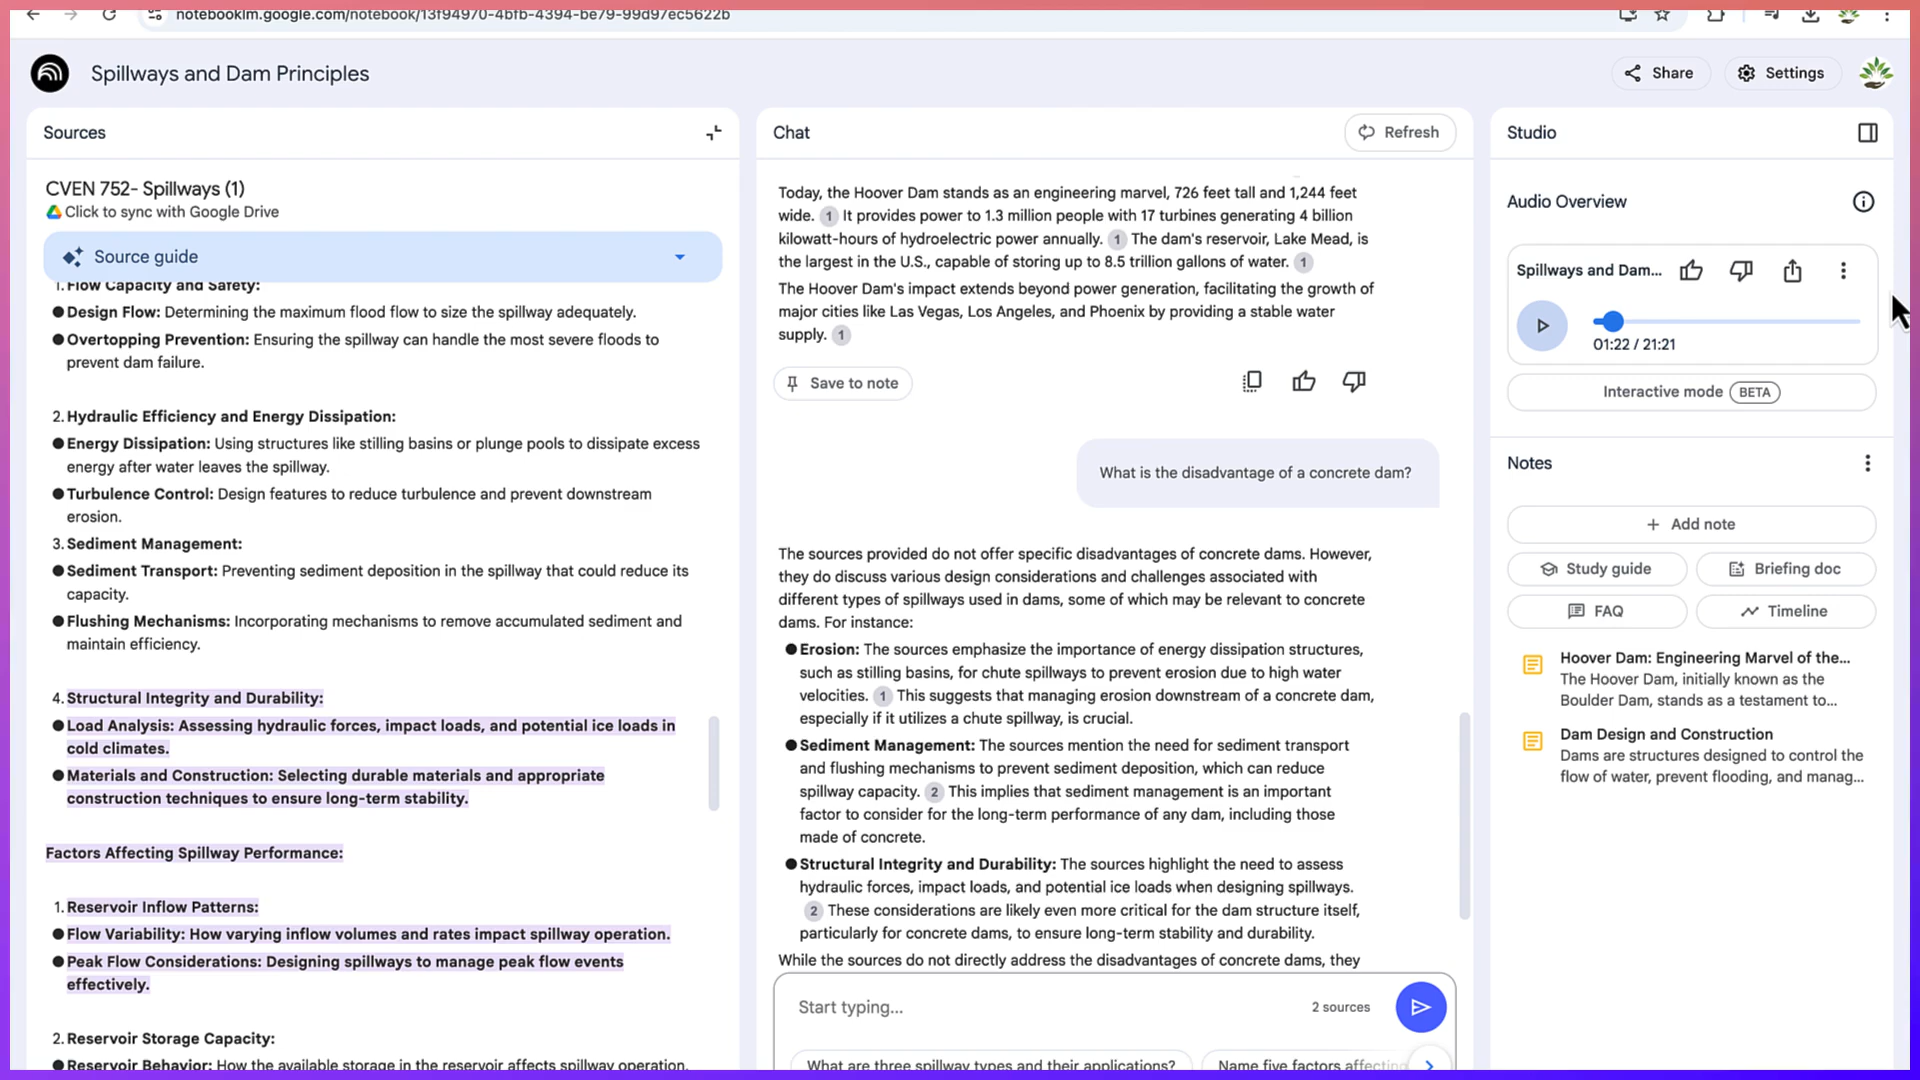 notebooklm.google.com/notebook/13f94970-4bfb-4394-be79-99d97ec5622b
Spillways and Dam Principles
Share
Settings
Sources
CVEN 752- Spillways (1)
Click to sync with Google Drive
Source guide
1. Flow Capacity and Safety:
● Design Flow: Determining the maximum flood flow to size the spillway adequately.
● Overtopping Prevention: Ensuring the spillway can handle the most severe floods to
prevent dam failure.
2. Hydraulic Efficiency and Energy Dissipation:
● Energy Dissipation: Using structures like stilling basins or plunge pools to dissipate excess
energy after water leaves the spillway.
● Turbulence Control: Design features to reduce turbulence and prevent downstream
erosion.
3. Sediment Management:
● Sediment Transport: Preventing sediment deposition in the spillway that could reduce its
capacity.
● Flushing Mechanisms: Incorporating mechanisms to remove accumulated sediment and
maintain efficiency.
4. Structural Integrity and Durability:
● Load Analysis: Assessing hydraulic forces, impact loads, and potential ice loads in
cold climates.
● Materials and Construction: Selecting durable materials and appropriate
construction techniques to ensure long-term stability.
Factors Affecting Spillway Performance:
1. Reservoir Inflow Patterns:
● Flow Variability: How varying inflow volumes and rates impact spillway operation.
● Peak Flow Considerations: Designing spillways to manage peak flow events
effectively.
2. Reservoir Storage Capacity:
● Reservoir Behavior: How the available storage in the reservoir affects spillway operation.
Chat
Refresh
Today, the Hoover Dam stands as an engineering marvel, 726 feet tall and 1,244 feet
wide. 1 It provides power to 1.3 million people with 17 turbines generating 4 billion
kilowatt-hours of hydroelectric power annually. 1 The dam's reservoir, Lake Mead, is
the largest in the U.S., capable of storing up to 8.5 trillion gallons of water. 1
The Hoover Dam's impact extends beyond power generation, facilitating the growth of
major cities like Las Vegas, Los Angeles, and Phoenix by providing a stable water
supply. 1
Save to note
What is the disadvantage of a concrete dam?
The sources provided do not offer specific disadvantages of concrete dams. However,
they do discuss various design considerations and challenges associated with
different types of spillways used in dams, some of which may be relevant to concrete
dams. For instance:
● Erosion: The sources emphasize the importance of energy dissipation structures,
such as stilling basins, for chute spillways to prevent erosion due to high water
velocities. 1 This suggests that managing erosion downstream of a concrete dam,
especially if it utilizes a chute spillway, is crucial.
● Sediment Management: The sources mention the need for sediment transport
and flushing mechanisms to prevent sediment deposition, which can reduce
spillway capacity. 2 This implies that sediment management is an important
factor to consider for the long-term performance of any dam, including those
made of concrete.
● Structural Integrity and Durability: The sources highlight the need to assess
hydraulic forces, impact loads, and potential ice loads when designing spillways.
2 These considerations are likely even more critical for the dam structure itself,
particularly for concrete dams, to ensure long-term stability and durability.
While the sources do not directly address the disadvantages of concrete dams, they
Start typing...
2 sources
What are three spillway types and their applications?
Name five factors affecting
Studio
Audio Overview
Spillways and Dam...
01:22 / 21:21
Interactive mode BETA
Notes
Add note
Study guide
Briefing doc
FAQ
Timeline
Hoover Dam: Engineering Marvel of the...
The Hoover Dam, initially known as the
Boulder Dam, stands as a testament to...
Dam Design and Construction
Dams are structures designed to control the
flow of water, prevent flooding, and manag...